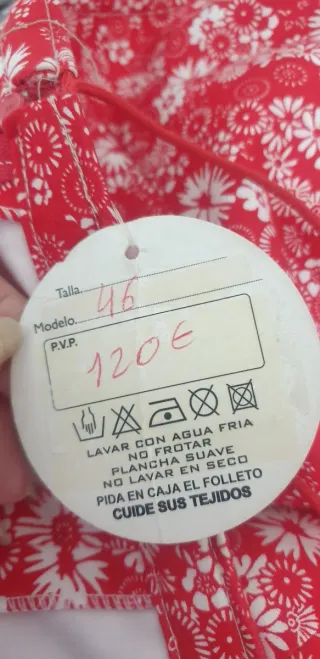 Talla. 46
Modelo.
P.V.P.
120€
LAVAR CON AGUA FRIA
NO FROTAR
PLANCHA SUAVE
NO LAVAR EN SECO
PIDA EN CAJA EL FOLLETO
CUIDE SUS TEJIDOS